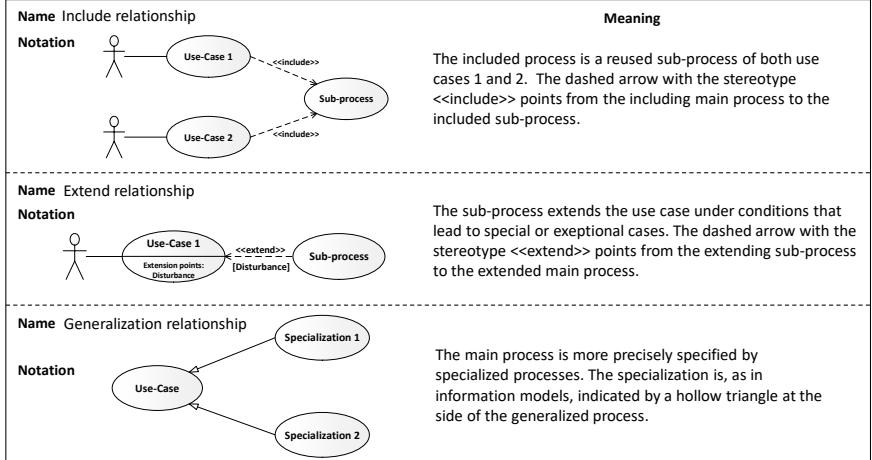 Name Include relationship
Meaning
Notation
Use-Case 1
<<include>>
Sub-process
<<include>>
Use-Case 2
The included process is a reused sub-process of both use
cases 1 and 2. The dashed arrow with the stereotype
<<include>> points from the including main process to the
included sub-process.
Name Extend relationship
Notation
Use-Case 1
Extension points:
Disturbance
<<extend>>
[Disturbance]
Sub-process
The sub-process extends the use case under conditions that
lead to special or exeptional cases. The dashed arrow with the
stereotype <<extend>> points from the extending sub-process
to the extended main process.
Name Generalization relationship
Notation
Specialization 1
Use-Case
Specialization 2
The main process is more precisely specified by
specialized processes. The specialization is, as in
information models, indicated by a hollow triangle at the
side of the generalized process.